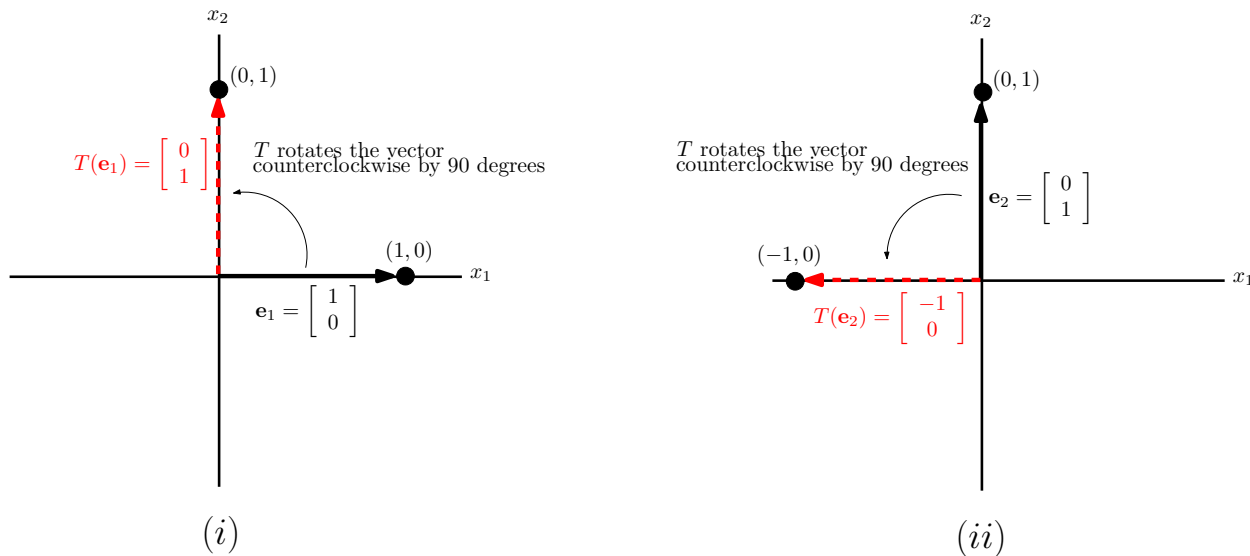 x₂
(0, 1)
T(e₁) = [ 0
1 ]
T rotates the vector
counterclockwise by 90 degrees
(1, 0)
x₁
e₁ = [ 1
0 ]
(i)
x₂
(0, 1)
T rotates the vector
counterclockwise by 90 degrees
e₂ = [ 0
1 ]
(−1, 0)
x₁
T(e₂) = [ −1
0 ]
(ii)